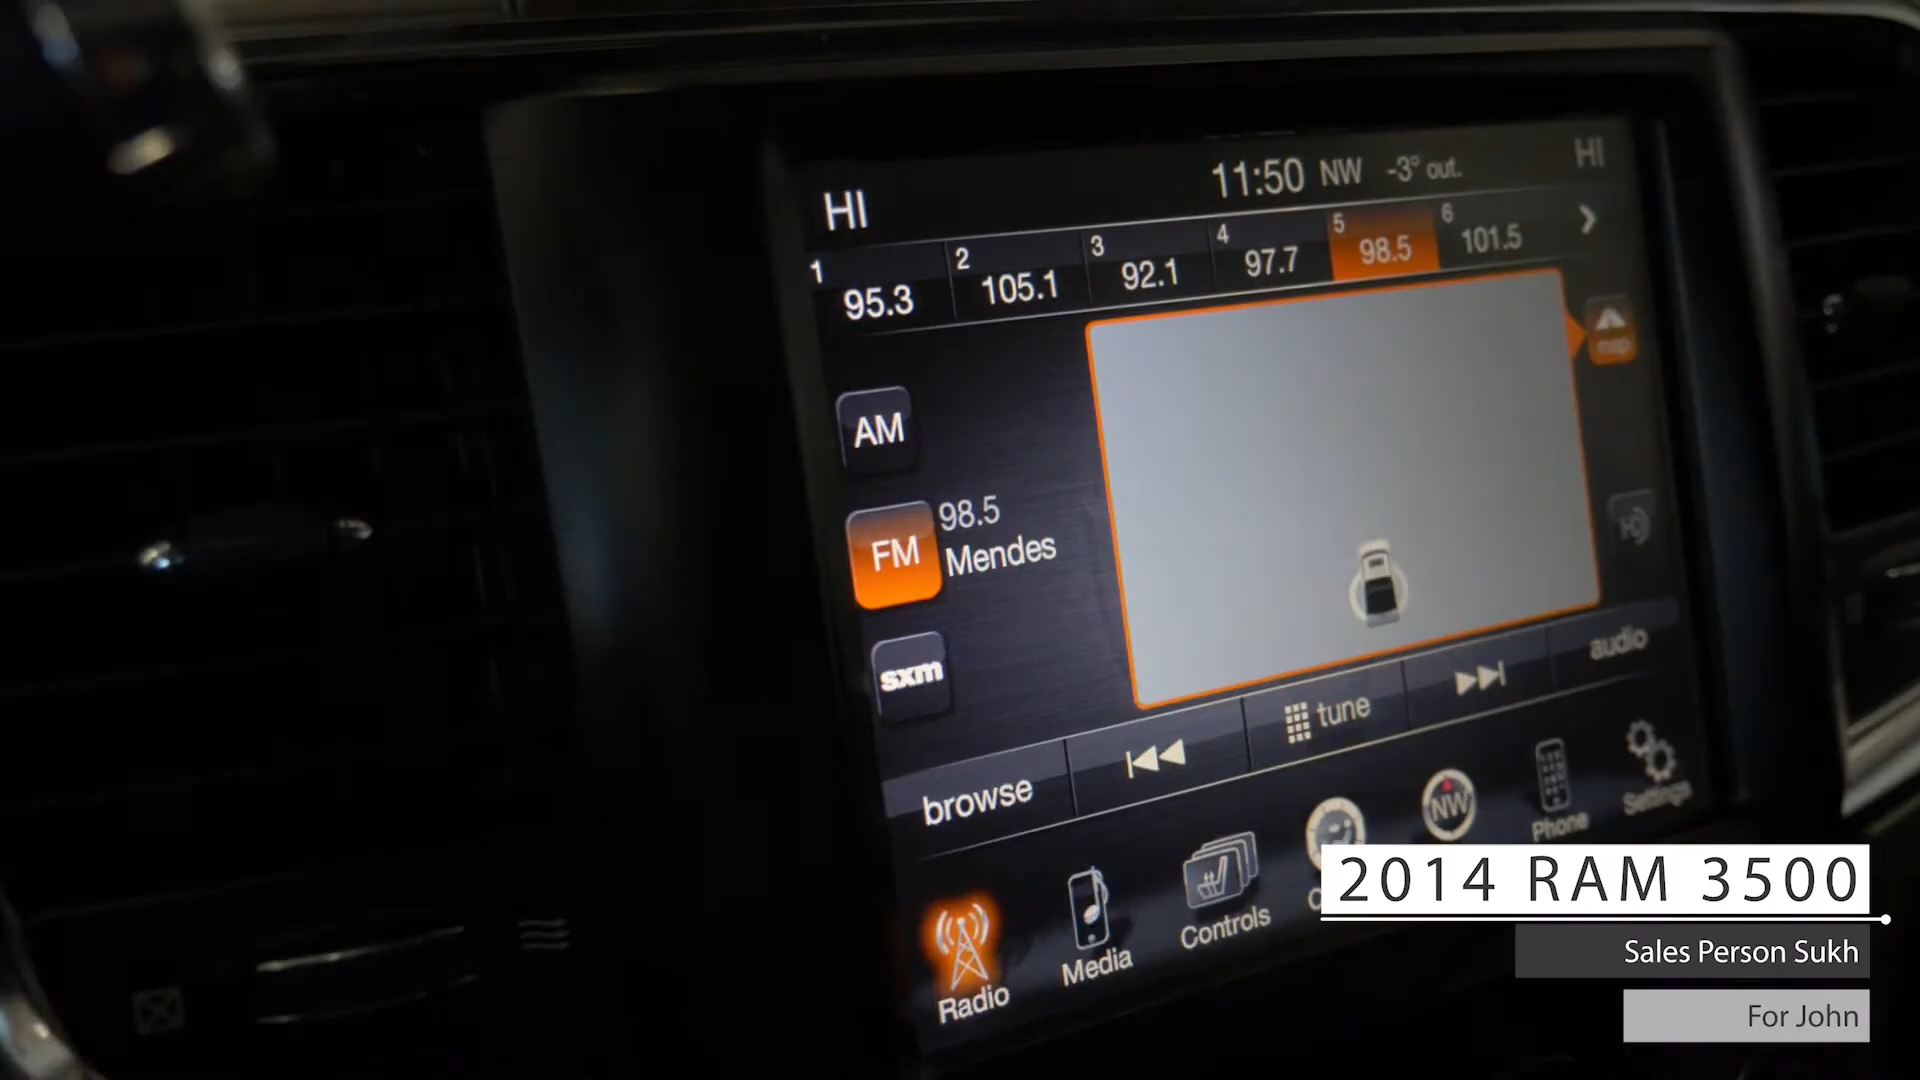 HI 11:50 NW -3° out. HI
1 95.3 2 105.1 3 92.1 4 97.7 5 98.5 6 101.5
map
AM
98.5
FM Mendes
sxm
browse tune audio
NW
Radio Media Controls C Phone Settings
2014 RAM 3500
Sales Person Sukh
For John